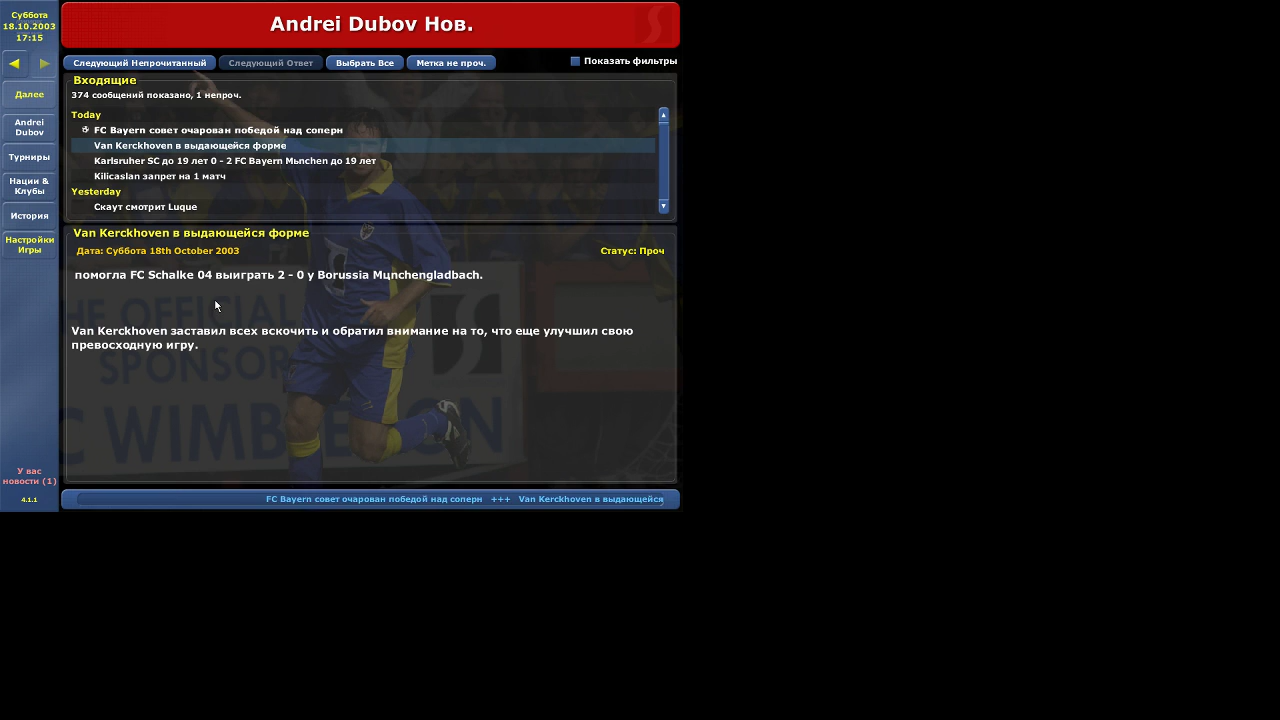 Суббота
18.10.2003
17:15
Andrei Dubov Нов.
Следующий Непрочитанный
Следующий Ответ
Выбрать Все
Метка не проч.
Показать фильтры
Далее
Andrei
Dubov
Турниры
Нации &
Клубы
История
Настройки
Игры
Входящие
374 сообщений показано, 1 непроч.
Today
FC Bayern совет очарован победой над соперн
Van Kerckhoven в выдающейся форме
Karlsruher SC до 19 лет 0 - 2 FC Bayern Mьnchen до 19 лет
Kilicaslan запрет на 1 матч
Yesterday
Скаут смотрит Luque
Van Kerckhoven в выдающейся форме
Дата: Суббота 18th October 2003
Статус: Проч
помогла FC Schalke 04 выиграть 2 - 0 у Borussia Mцnchengladbach.
Van Kerckhoven заставил всех вскочить и обратил внимание на то, что еще улучшил свою
превосходную игру.
THE OFFICIAL
SPONSOR
C WIMB
ON
У вас
новости (1)
4.1.1
FC Bayern совет очарован победой над соперн +++ Van Kerckhoven в выдающейся